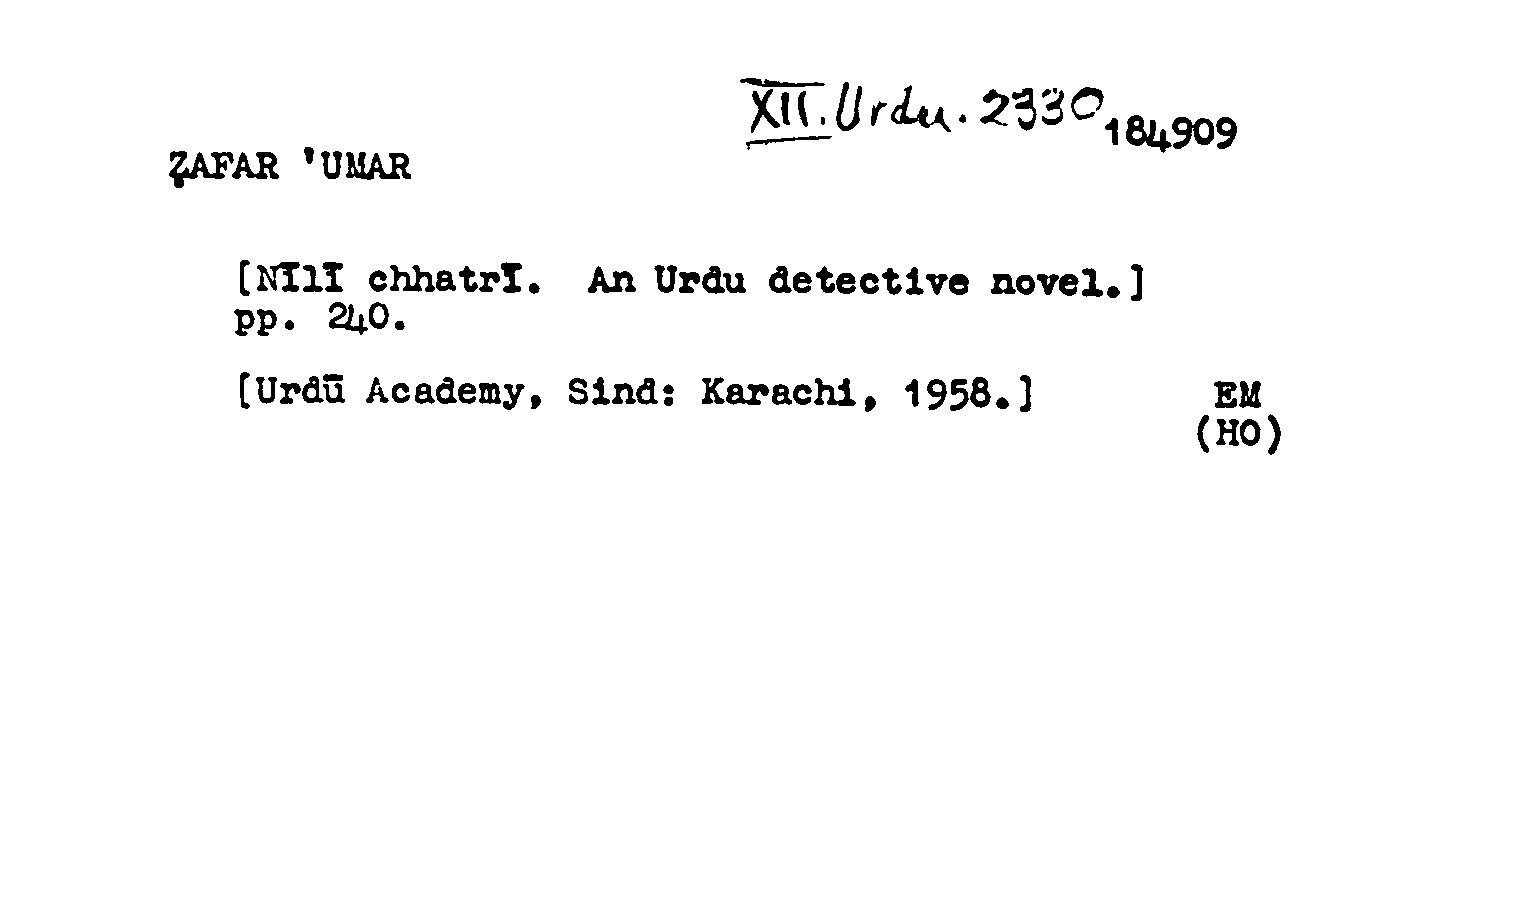 XII. Urdu. 2330 184909
ẒAFAR 'UMAR
[Nīlī chhatrī. An Urdu detective novel.]
pp. 240.
[Urdū Academy, Sind: Karachi, 1958.] EM
(HO)